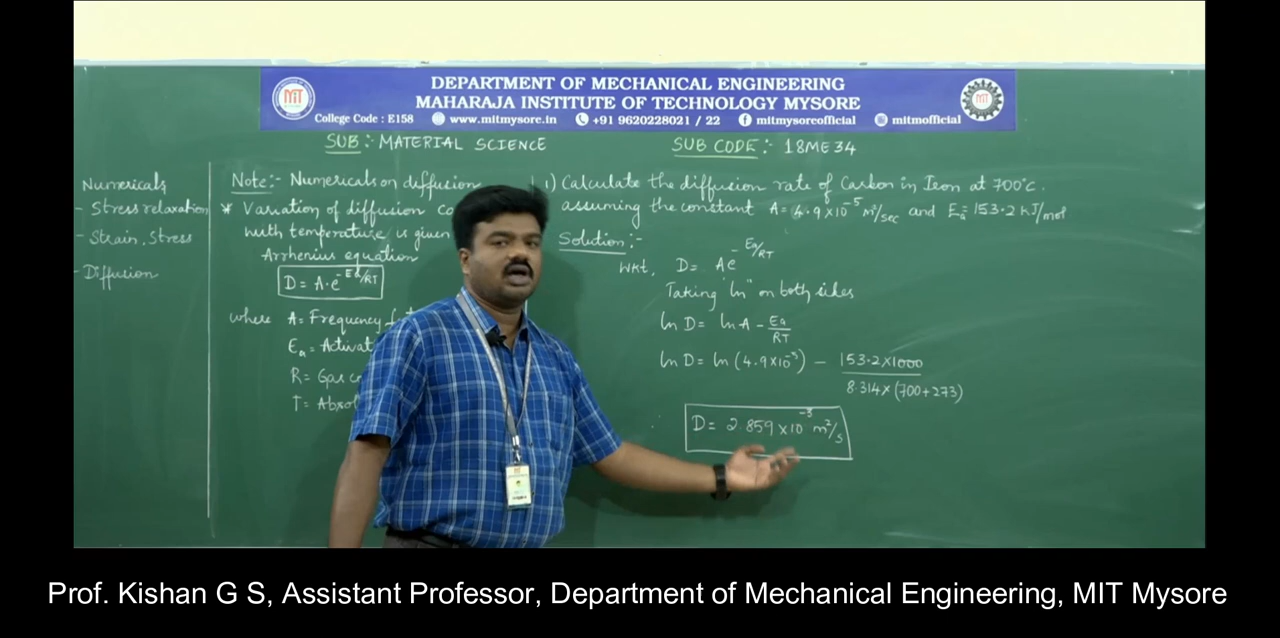 DEPARTMENT OF MECHANICAL ENGINEERING
MAHARAJA INSTITUTE OF TECHNOLOGY MYSORE
College Code : E158 www.mitmysore.in +91 9620228021 / 22 mitmysoreofficial mitmofficial
MIT
MIT
SUB :- MATERIAL SCIENCE
SUB CODE :- 18ME34
Numericals
- Stress relaxation
- Strain, Stress
- Diffusion
Note:- Numericals on diffusion
* Variation of diffusion
with temperature is given
Arrhenius equation
D = A·e^-Ea/RT
where A = Frequency
Ea =
R = Gas
T =
1) Calculate the diffusion rate of Carbon in Iron at 700°c.
assuming the constant A = 4.9×10^-5 m²/sec and Ea = 153.2 kJ/mol
Solution:-
Wkt, D = Ae^-Ea/RT
Taking "ln" on both sides
ln D = ln A - Ea/RT
ln D = ln (4.9×10^-5) - 153.2×1000 / 8.314×(700+273)
D = 2.859×10^-3 m²/s
Prof. Kishan G S, Assistant Professor, Department of Mechanical Engineering, MIT Mysore